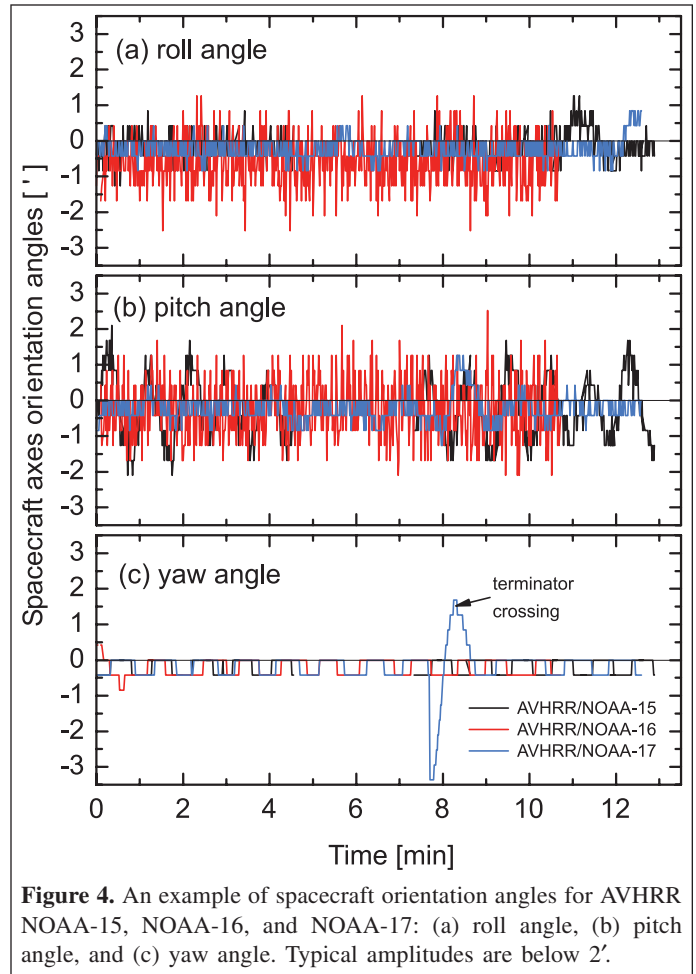 (a) roll angle
3
2
1
0
-1
-2
-3
(b) pitch angle
3
2
1
0
-1
-2
-3
(c) yaw angle
3
2
1
0
-1
-2
-3
terminator
crossing
AVHRR/NOAA-15
AVHRR/NOAA-16
AVHRR/NOAA-17
0 2 4 6 8 10 12
Time [min]
Spacecraft axes orientation angles [ ' ]
Figure 4. An example of spacecraft orientation angles for AVHRR
NOAA-15, NOAA-16, and NOAA-17: (a) roll angle, (b) pitch
angle, and (c) yaw angle. Typical amplitudes are below 2′.